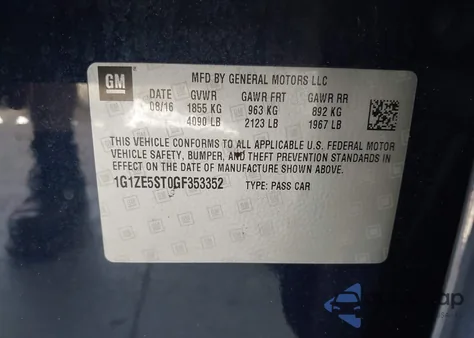 GM
MFD BY GENERAL MOTORS LLC
DATE GVWR GAWR FRT GAWR RR
08/16 1855 KG 963 KG 892 KG
4090 LB 2123 LB 1967 LB
THIS VEHICLE CONFORMS TO ALL APPLICABLE U.S. FEDERAL MOTOR
VEHICLE SAFETY, BUMPER, AND THEFT PREVENTION STANDARDS IN
EFFECT ON THE DATE OF MANUFACTURE SHOWN ABOVE.
1G1ZE5ST0GF353352 TYPE: PASS CAR